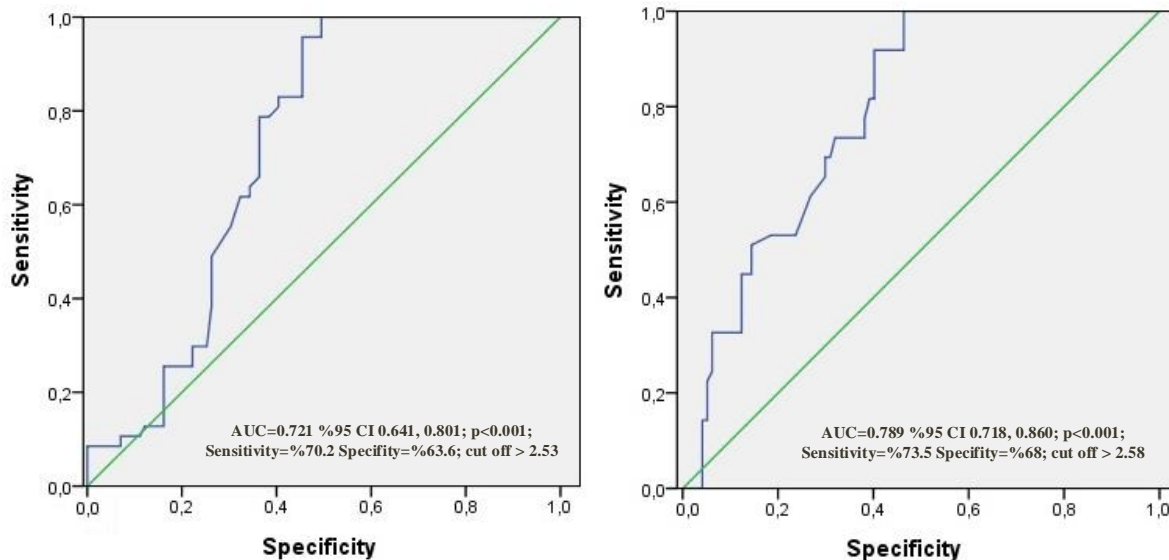 1,0
0,8
0,6
0,4
0,2
0,0
Sensitivity
AUC=0.721 %95 CI 0.641, 0.801; p<0.001;
Sensitivity=%70.2 Specifity=%63.6; cut off > 2.53
0,0 0,2 0,4 0,6 0,8 1,0
Specificity
1,0
0,8
0,6
0,4
0,2
0,0
Sensitivity
AUC=0.789 %95 CI 0.718, 0.860; p<0.001;
Sensitivity=%73.5 Specifity=%68; cut off > 2.58
0,0 0,2 0,4 0,6 0,8 1,0
Specificity